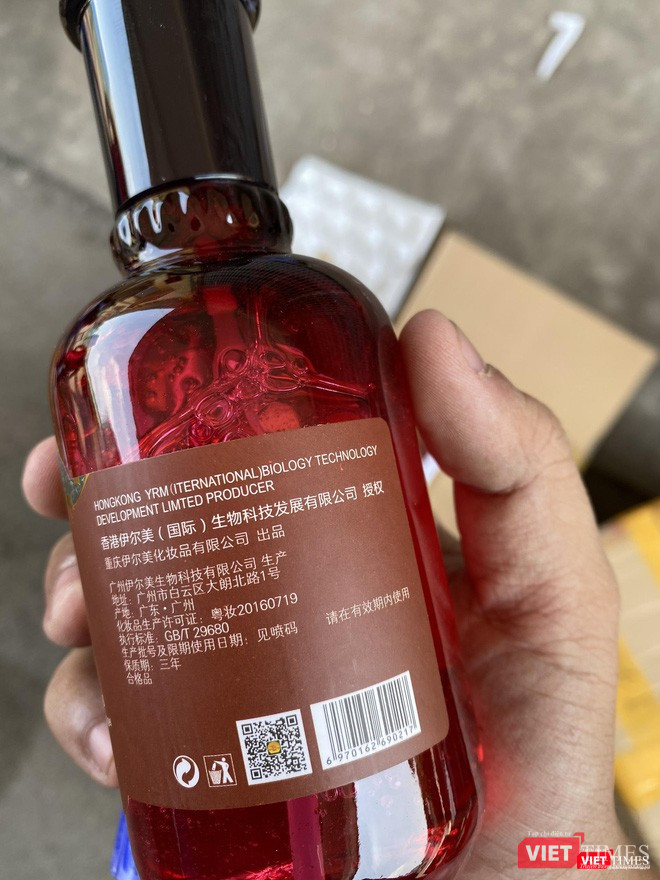 HONGKONG YRM(ITERNATIONAL)BIOLOGY TECHNOLOGY
DEVELOPMENT LIMTED PRODUCER
香港伊尔美（国际）生物科技发展有限公司 授权
重庆伊尔美化妆品有限公司 出品
广州伊尔美生物科技有限公司 生产
地址：广州市白云区大朗北路1号
产地：广东·广州
化妆品生产许可证：粤妆20160719
执行标准：GB/T 29680
生产批号及限期使用日期：见喷码
保质期：三年
合格品
请在有效期内使用
6 970162 690217
VIETTIMES
VIETTIMES